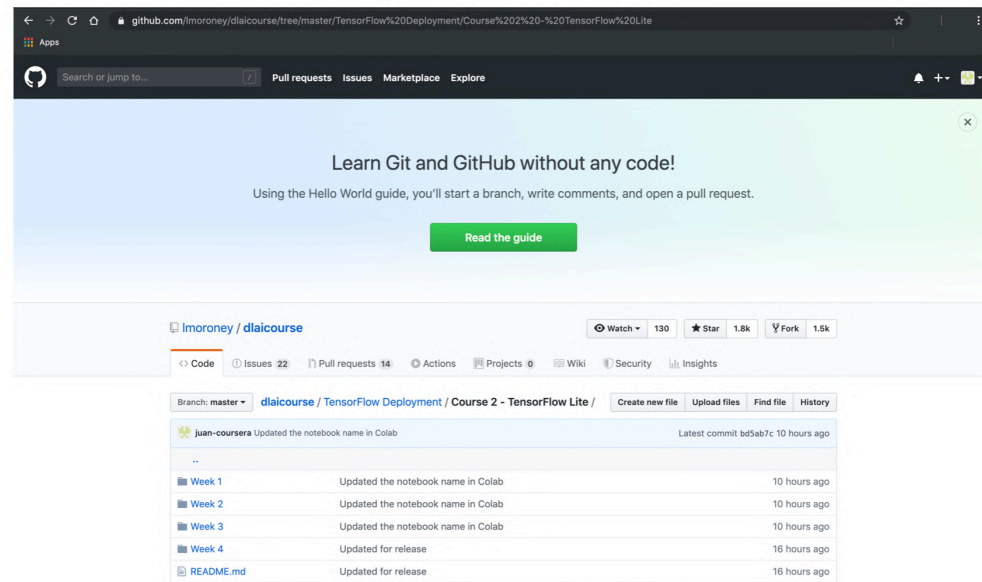 github.com/lmoroney/dlaicourse/tree/master/TensorFlow%20Deployment/Course%202%20-%20TensorFlow%20Lite
Apps
Search or jump to... / Pull requests Issues Marketplace Explore
Learn Git and GitHub without any code!
Using the Hello World guide, you'll start a branch, write comments, and open a pull request.
Read the guide
lmoroney / dlaicourse Watch 130 Star 1.8k Fork 1.5k
Code Issues 22 Pull requests 14 Actions Projects 0 Wiki Security Insights
Branch: master dlaicourse / TensorFlow Deployment / Course 2 - TensorFlow Lite / Create new file Upload files Find file History
juan-coursera Updated the notebook name in Colab Latest commit bd5ab7c 10 hours ago
..
Week 1 Updated the notebook name in Colab 10 hours ago
Week 2 Updated the notebook name in Colab 10 hours ago
Week 3 Updated the notebook name in Colab 10 hours ago
Week 4 Updated for release 16 hours ago
README.md Updated for release 16 hours ago